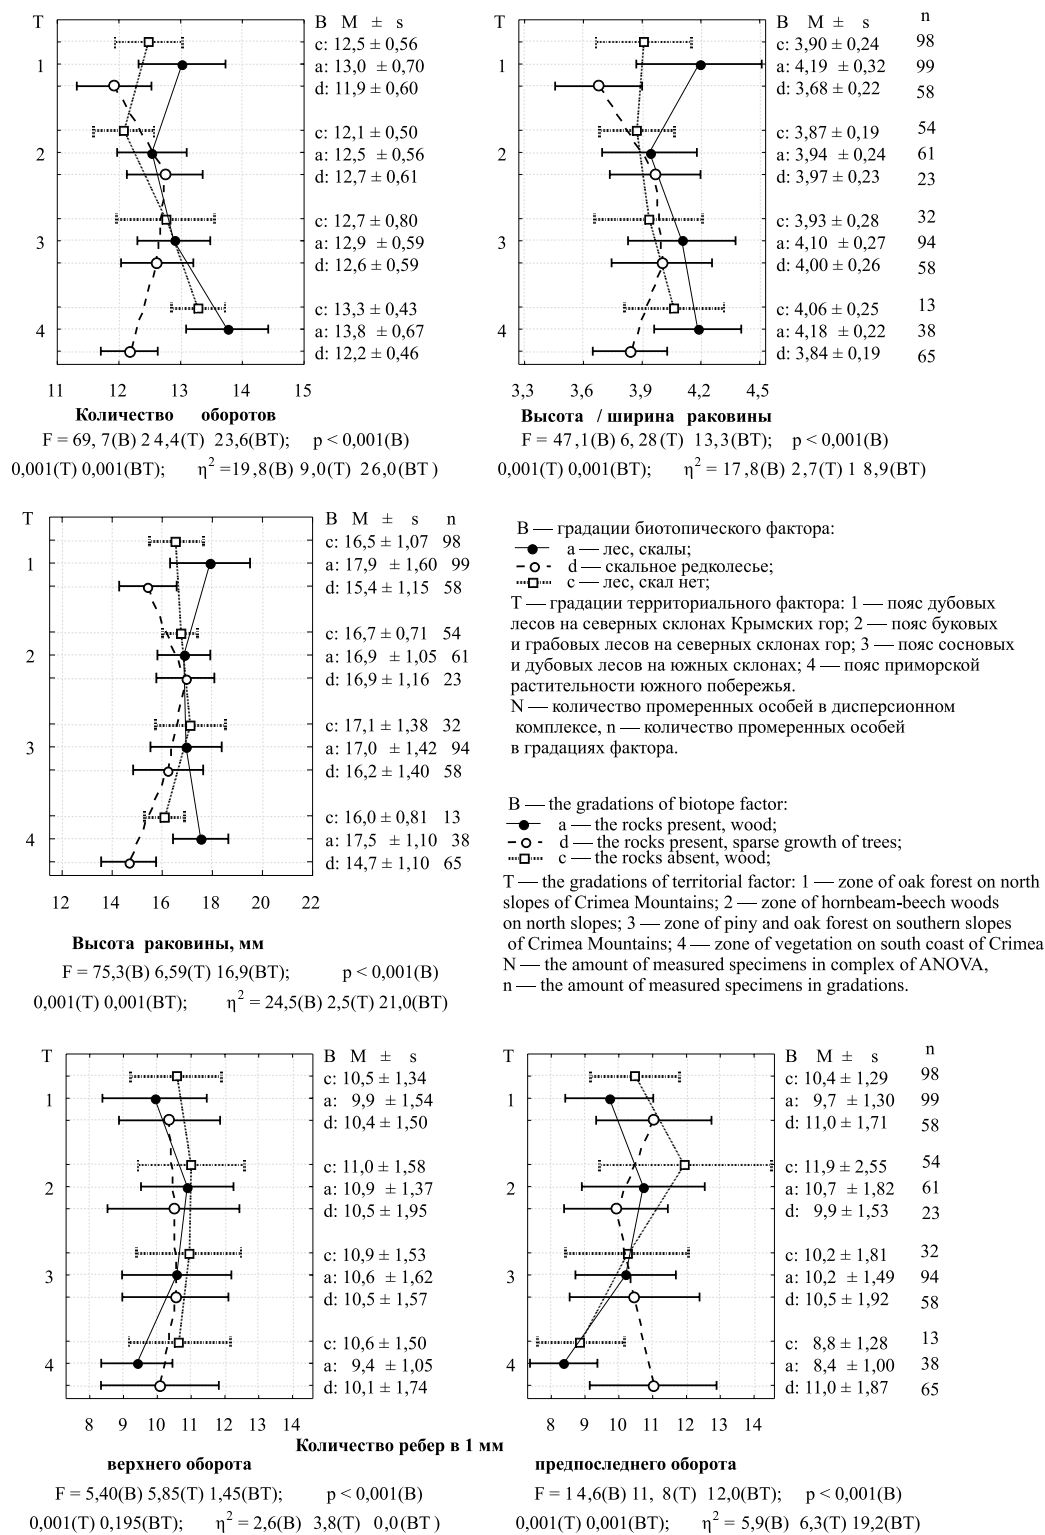 T B M ± s
c: 12,5 ± 0,56
1 a: 13,0 ± 0,70
d: 11,9 ± 0,60
c: 12,1 ± 0,50
2 a: 12,5 ± 0,56
d: 12,7 ± 0,61
c: 12,7 ± 0,80
3 a: 12,9 ± 0,59
d: 12,6 ± 0,59
c: 13,3 ± 0,43
4 a: 13,8 ± 0,67
d: 12,2 ± 0,46
11 12 13 14 15
Количество оборотов
F = 69, 7(B) 2 4,4(T) 23,6(BT); p < 0,001(B)
0,001(T) 0,001(BT); η² =19,8(B) 9,0(T) 26,0(BT )
T B M ± s n
c: 3,90 ± 0,24 98
1 a: 4,19 ± 0,32 99
d: 3,68 ± 0,22 58
c: 3,87 ± 0,19 54
2 a: 3,94 ± 0,24 61
d: 3,97 ± 0,23 23
c: 3,93 ± 0,28 32
3 a: 4,10 ± 0,27 94
d: 4,00 ± 0,26 58
c: 4,06 ± 0,25 13
4 a: 4,18 ± 0,22 38
d: 3,84 ± 0,19 65
3,3 3,6 3,9 4,2 4,5
Высота / ширина раковины
F = 47,1(B) 6, 28 (T) 13,3(BT); p < 0,001(B)
0,001(T) 0,001(BT); η² = 17,8(B) 2,7(T) 1 8,9(BT)
T B M ± s n
c: 16,5 ± 1,07 98
1 a: 17,9 ± 1,60 99
d: 15,4 ± 1,15 58
c: 16,7 ± 0,71 54
2 a: 16,9 ± 1,05 61
d: 16,9 ± 1,16 23
c: 17,1 ± 1,38 32
3 a: 17,0 ± 1,42 94
d: 16,2 ± 1,40 58
c: 16,0 ± 0,81 13
4 a: 17,5 ± 1,10 38
d: 14,7 ± 1,10 65
12 14 16 18 20 22
Высота раковины, мм
F = 75,3(B) 6,59(T) 16,9(BT); p < 0,001(B)
0,001(T) 0,001(BT); η² = 24,5(B) 2,5(T) 21,0(BT)
B — градации биотопического фактора:
a — лес, скалы;
d — скальное редколесье;
c — лес, скал нет;
T — градации территориального фактора: 1 — пояс дубовых
лесов на северных склонах Крымских гор; 2 — пояс буковых
и грабовых лесов на северных склонах гор; 3 — пояс сосновых
и дубовых лесов на южных склонах; 4 — пояс приморской
растительности южного побережья.
N — количество промеренных особей в дисперсионном
комплексе, n — количество промеренных особей
в градациях фактора.
B — the gradations of biotope factor:
a — the rocks present, wood;
d — the rocks present, sparse growth of trees;
c — the rocks absent, wood;
T — the gradations of territorial factor: 1 — zone of oak forest on north
slopes of Crimea Mountains; 2 — zone of hornbeam-beech woods
on north slopes; 3 — zone of piny and oak forest on southern slopes
of Crimea Mountains; 4 — zone of vegetation on south coast of Crimea
N — the amount of measured specimens in complex of ANOVA,
n — the amount of measured specimens in gradations.
T B M ± s
c: 10,5 ± 1,34
1 a: 9,9 ± 1,54
d: 10,4 ± 1,50
c: 11,0 ± 1,58
2 a: 10,9 ± 1,37
d: 10,5 ± 1,95
c: 10,9 ± 1,53
3 a: 10,6 ± 1,62
d: 10,5 ± 1,57
c: 10,6 ± 1,50
4 a: 9,4 ± 1,05
d: 10,1 ± 1,74
8 9 10 11 12 13 14
T B M ± s n
c: 10,4 ± 1,29 98
1 a: 9,7 ± 1,30 99
d: 11,0 ± 1,71 58
c: 11,9 ± 2,55 54
2 a: 10,7 ± 1,82 61
d: 9,9 ± 1,53 23
c: 10,2 ± 1,81 32
3 a: 10,2 ± 1,49 94
d: 10,5 ± 1,92 58
c: 8,8 ± 1,28 13
4 a: 8,4 ± 1,00 38
d: 11,0 ± 1,87 65
8 9 10 11 12 13 14
Количество ребер в 1 мм
верхнего оборота
F = 5,40(B) 5,85(T) 1,45(BT); p < 0,001(B)
0,001(T) 0,195(BT); η² = 2,6(B) 3,8(T) 0,0(BT)
предпоследнего оборота
F = 1 4,6(B) 11, 8(T) 12,0(BT); p < 0,001(B)
0,001(T) 0,001(BT); η² = 5,9(B) 6,3(T) 19,2(BT)